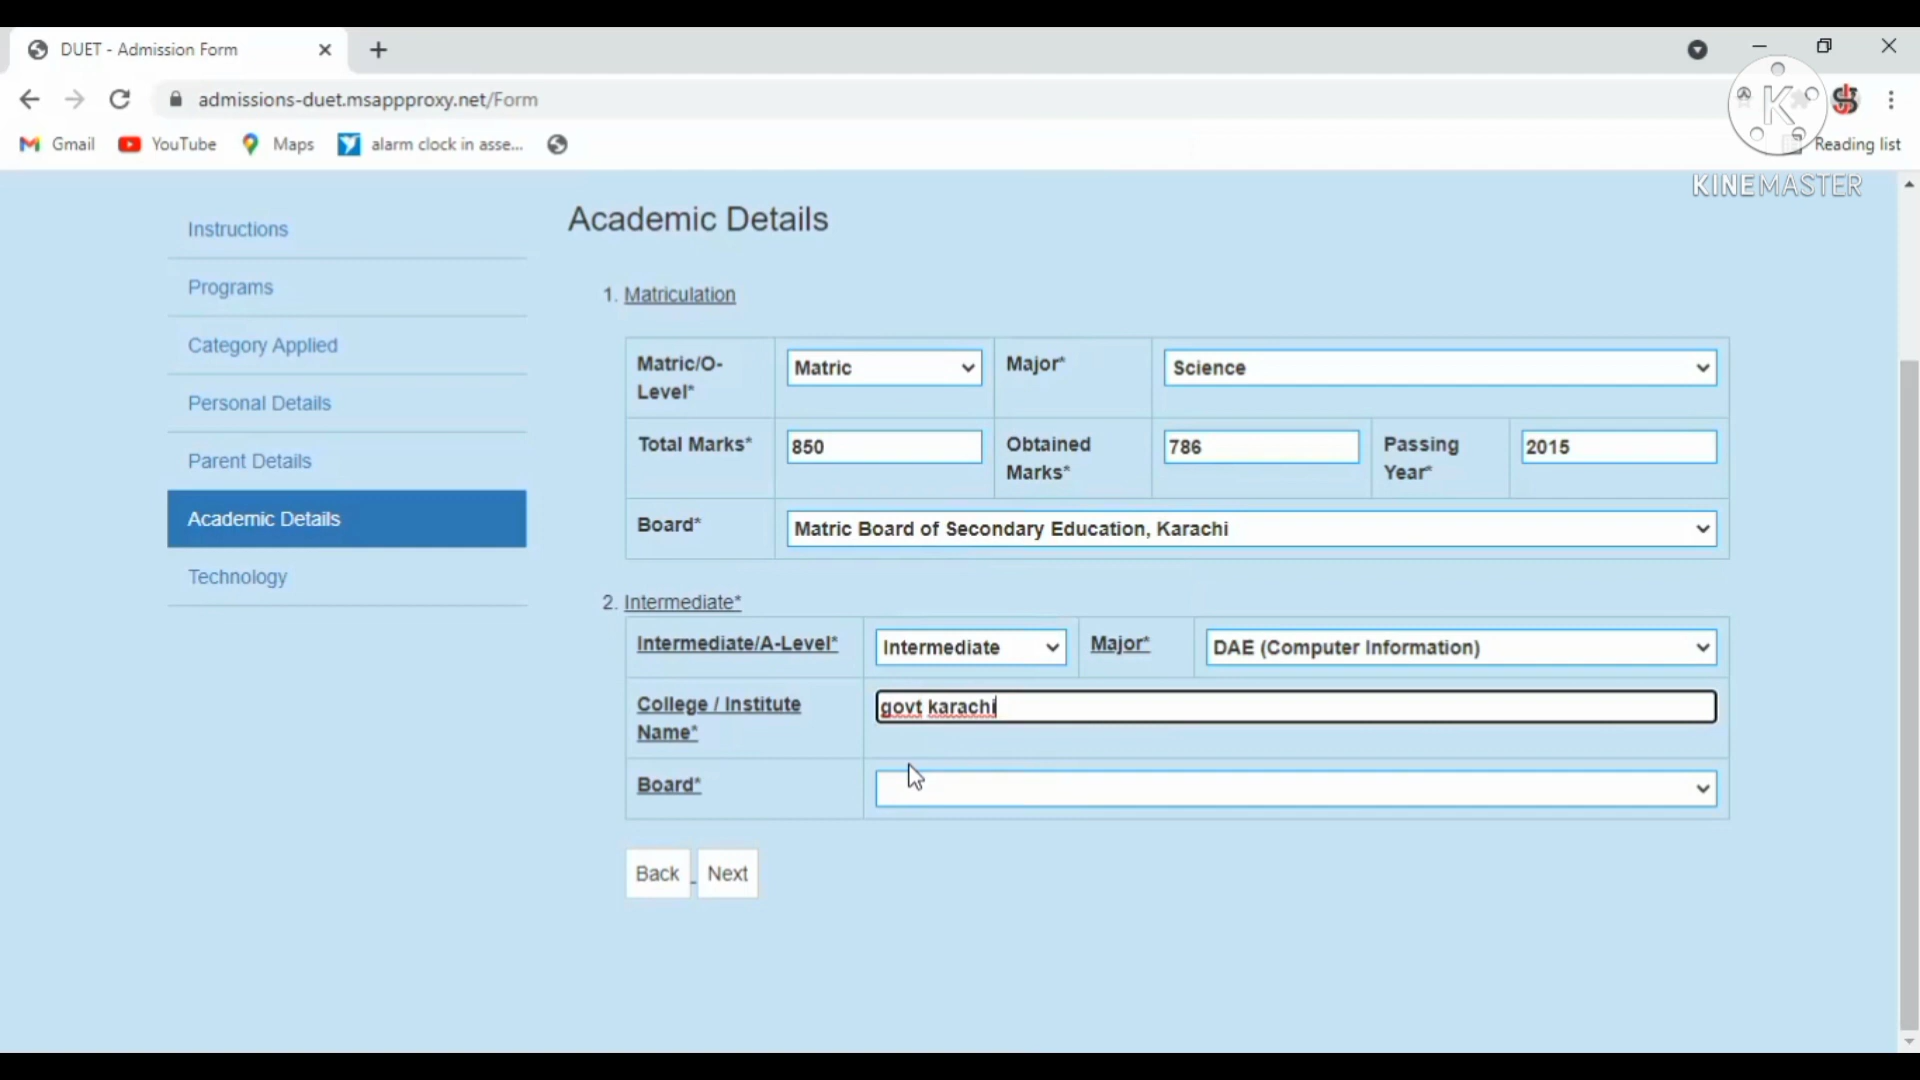 DUET - Admission Form
admissions-duet.msappproxy.net/Form
Gmail
YouTube
Maps
alarm clock in asse...
Reading list
K
KINEMASTER
Instructions
Programs
Category Applied
Personal Details
Parent Details
Academic Details
Technology
Academic Details
1. Matriculation
Matric/O-
Level*
Matric
Major*
Science
Total Marks*
850
Obtained
Marks*
786
Passing
Year*
2015
Board*
Matric Board of Secondary Education, Karachi
2. Intermediate*
Intermediate/A-Level*
Intermediate
Major*
DAE (Computer Information)
College / Institute
Name*
govt karachi
Board*
Back
Next